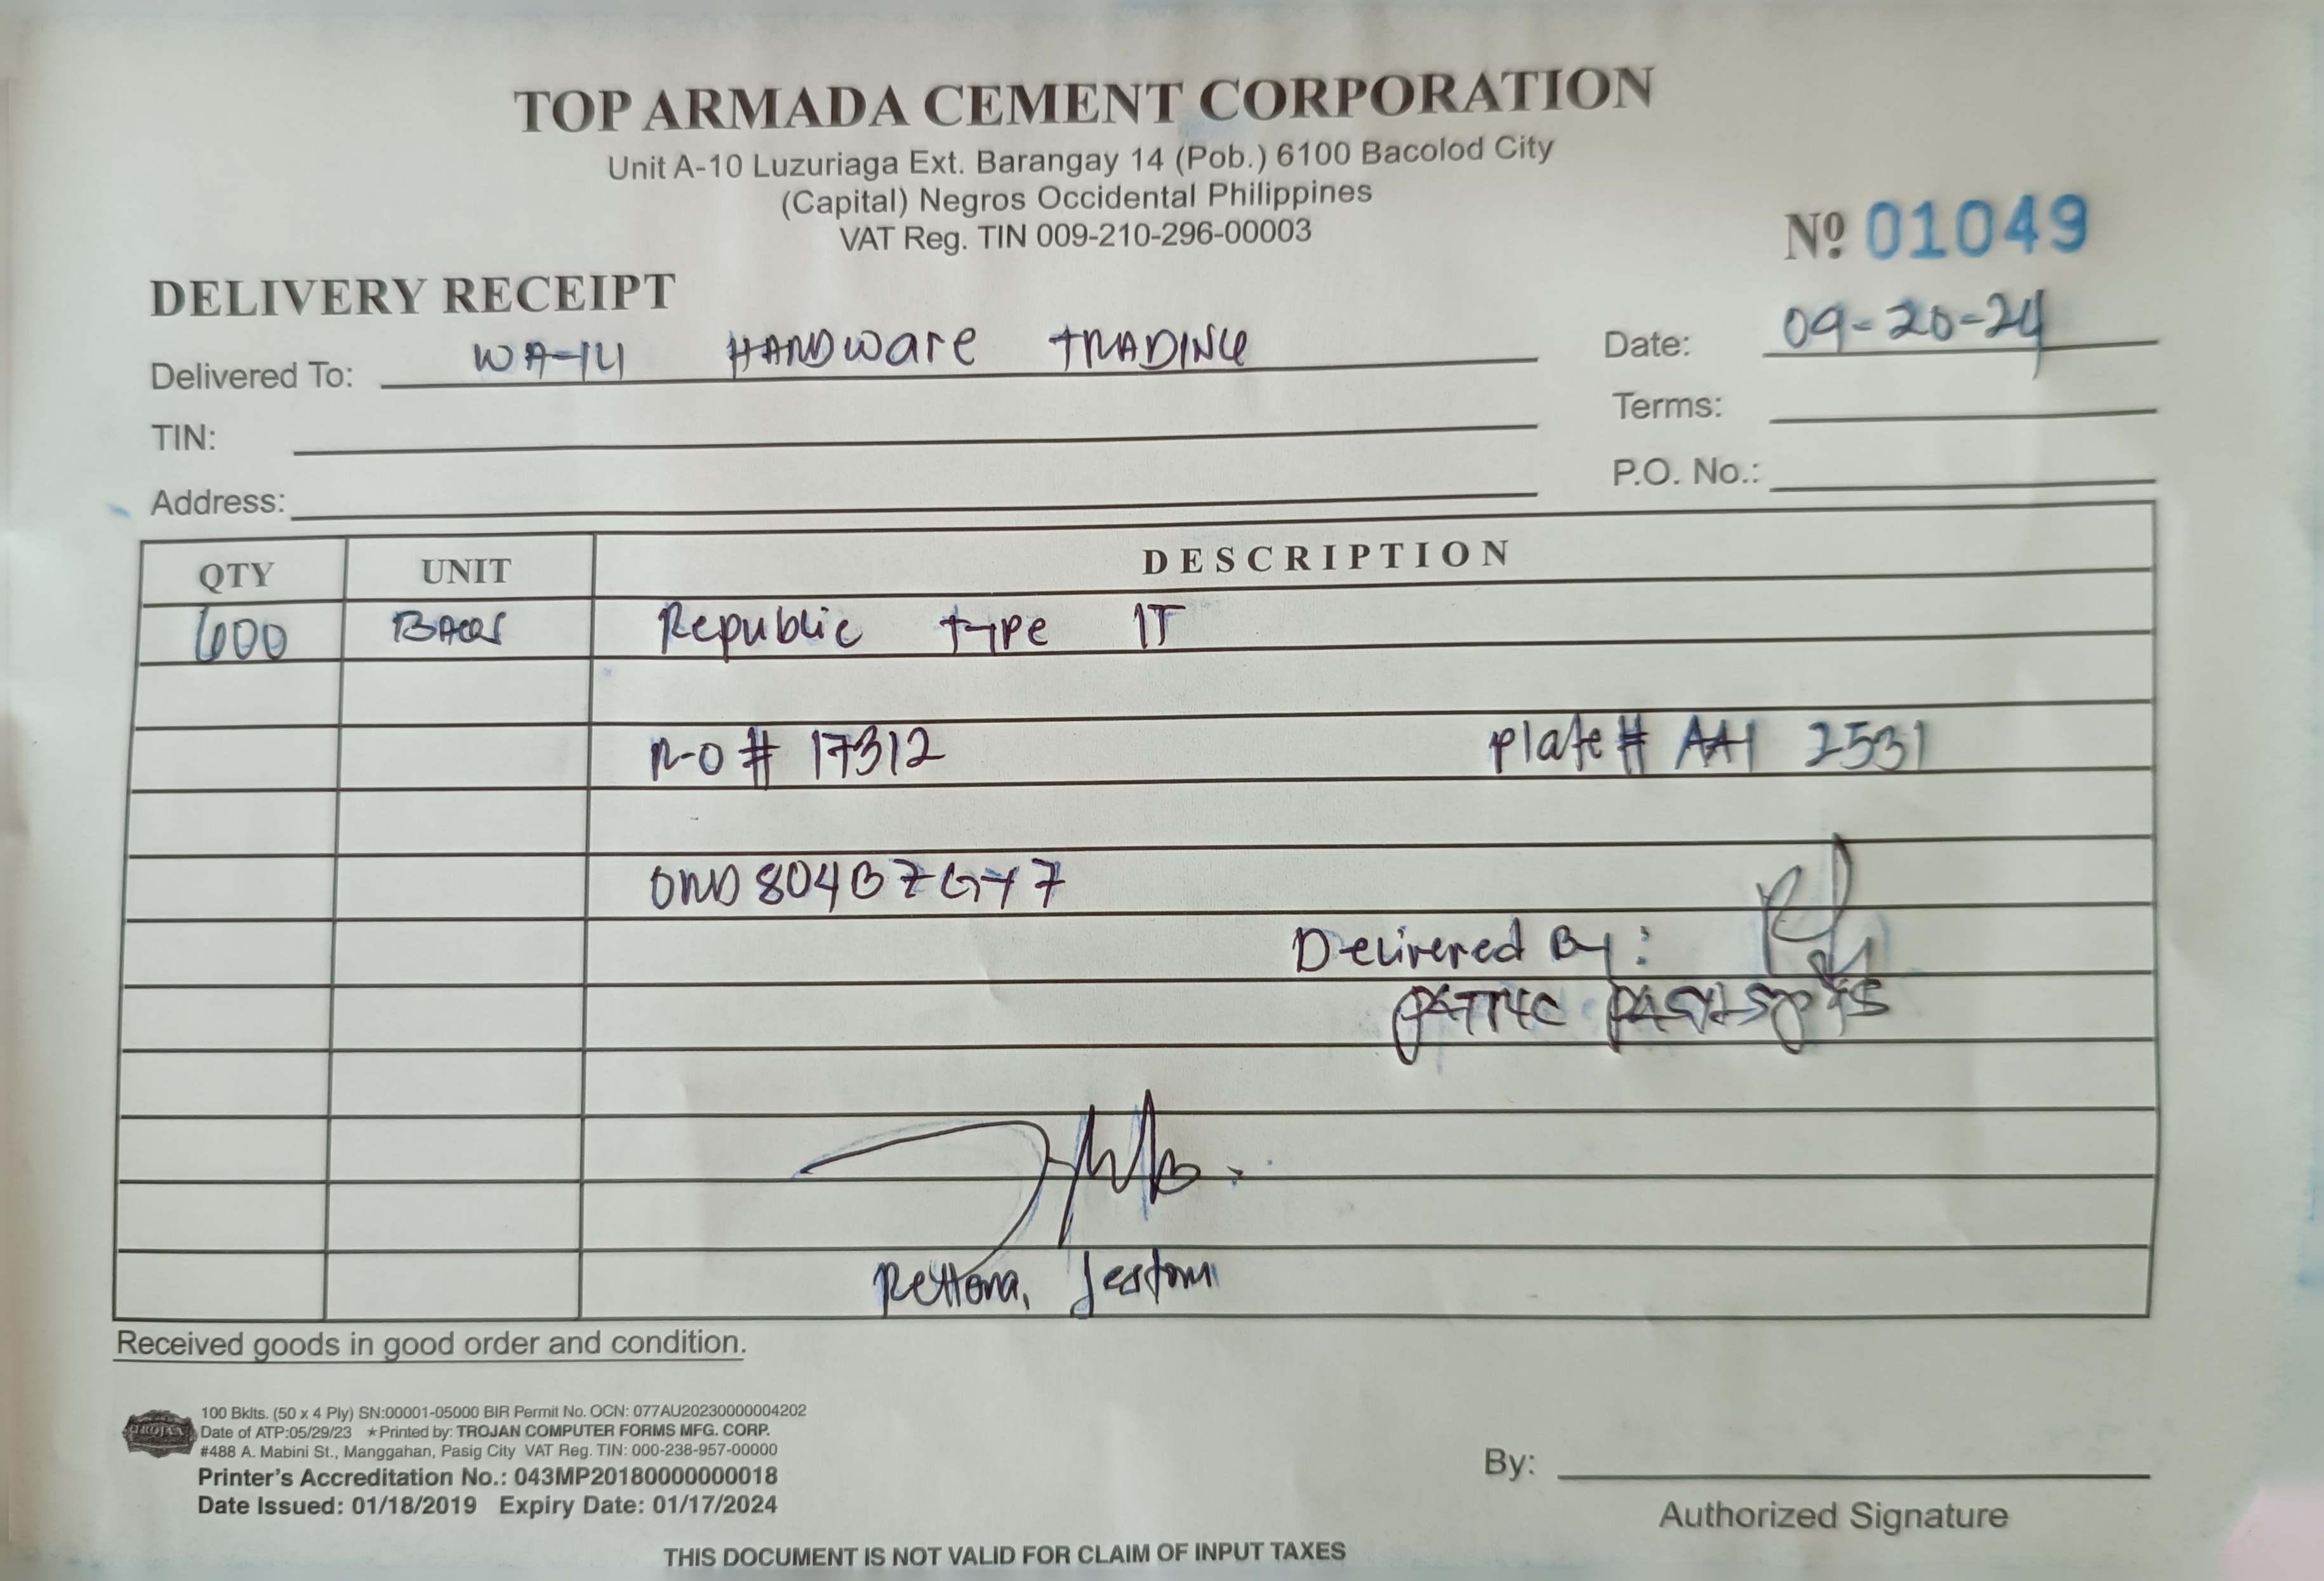 TOP ARMADA CEMENT CORPORATION
Unit A-10 Luzuriaga Ext. Barangay 14 (Pob.) 6100 Bacolod City
(Capital) Negros Occidental Philippines
VAT Reg. TIN 009-210-296-00003
Nº 01049
DELIVERY RECEIPT
Delivered To: HARDware TRADING
Date: 09-20-24
TIN:
Terms:
Address:
P.O. No.:
QTY UNIT DESCRIPTION
600 BAGS Republic type 1T
# 17312 plate # AAI 2531
Delivered By:
Received goods in good order and condition.
TROJAN
100 Bklts. (50 x 4 Ply) SN:00001-05000 BIR Permit No. OCN: 077AU20230000004202
Date of ATP:05/29/23 ★Printed by: TROJAN COMPUTER FORMS MFG. CORP.
#488 A. Mabini St., Manggahan, Pasig City VAT Reg. TIN: 000-238-957-00000
Printer's Accreditation No.: 043MP20180000000018
Date Issued: 01/18/2019 Expiry Date: 01/17/2024
By:
Authorized Signature
THIS DOCUMENT IS NOT VALID FOR CLAIM OF INPUT TAXES